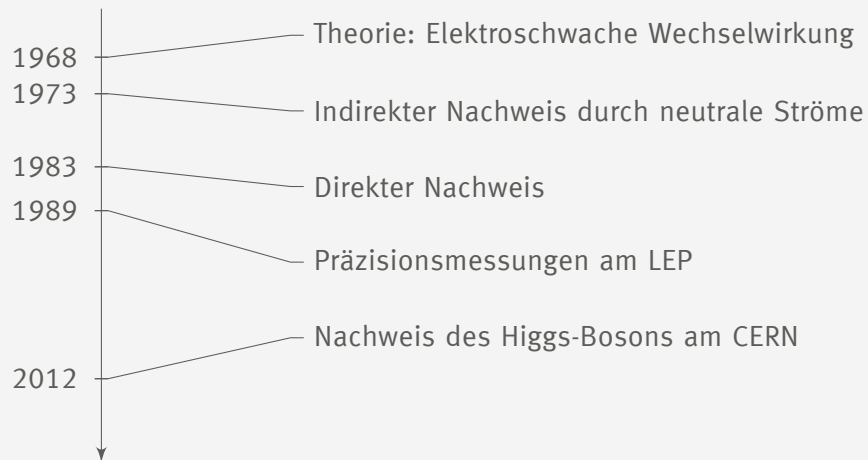 1968 Theorie: Elektroschwache Wechselwirkung
1973 Indirekter Nachweis durch neutrale Ströme
1983 Direkter Nachweis
1989 Präzisionsmessungen am LEP
2012 Nachweis des Higgs-Bosons am CERN